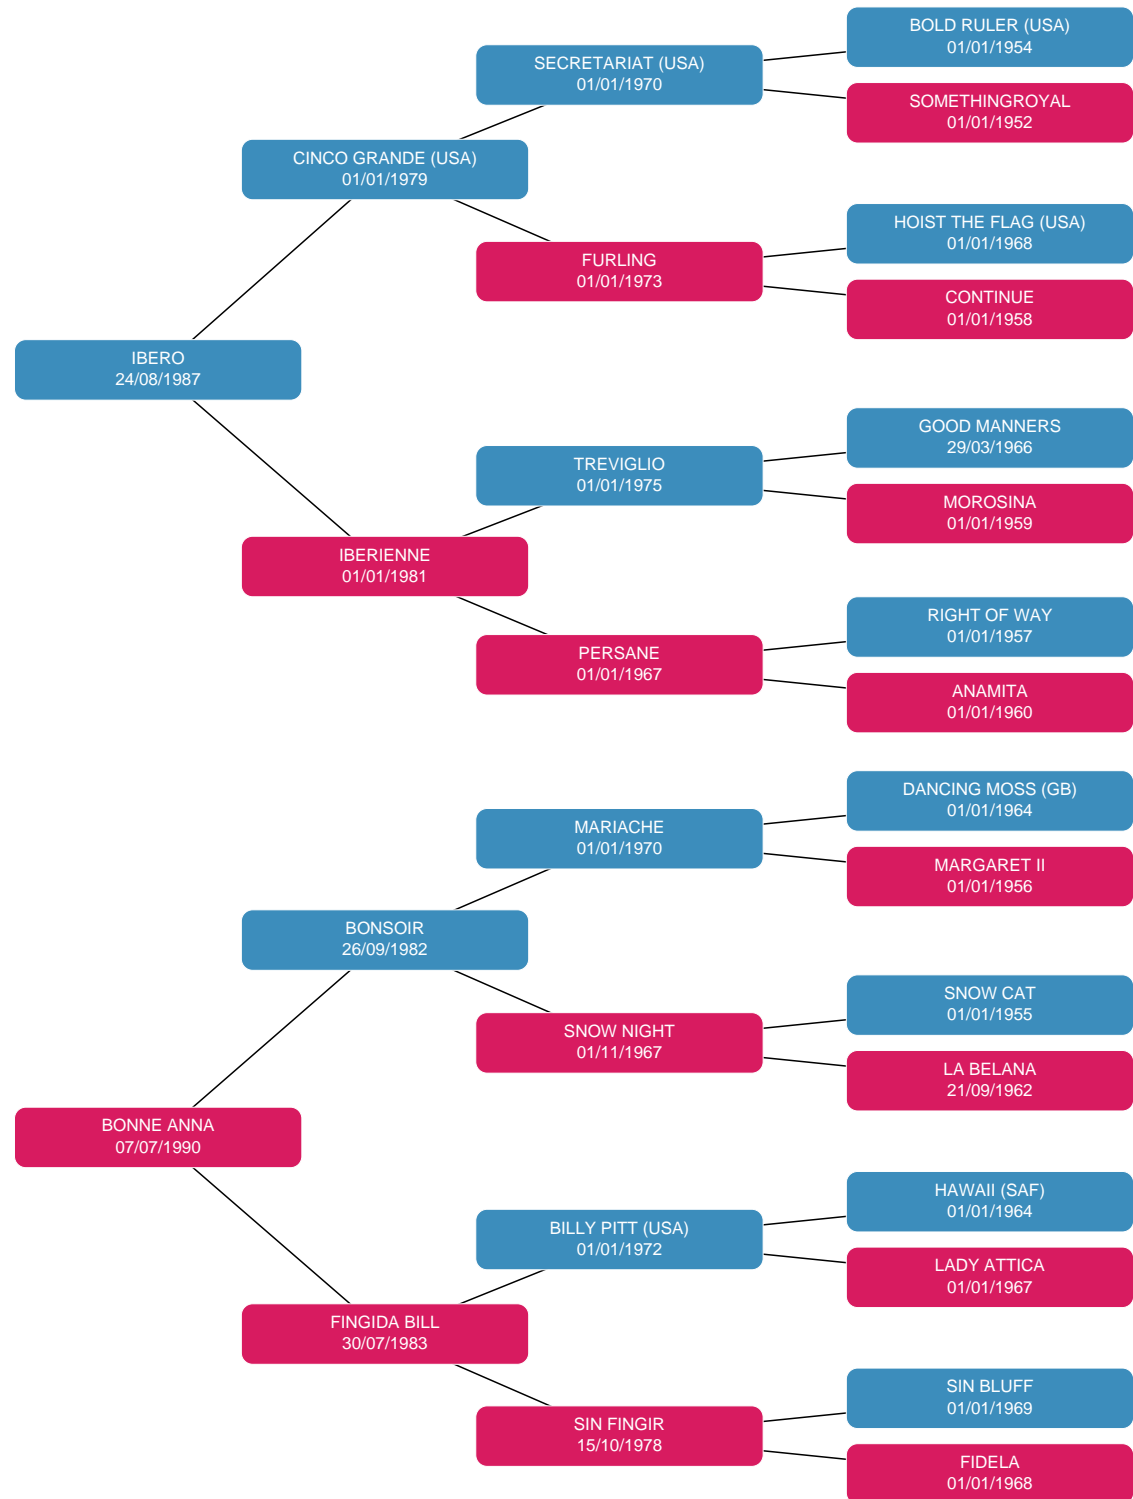 BOLD RULER (USA)
01/01/1954
SECRETARIAT (USA)
01/01/1970
SOMETHINGROYAL
01/01/1952
CINCO GRANDE (USA)
01/01/1979
HOIST THE FLAG (USA)
01/01/1968
FURLING
01/01/1973
CONTINUE
01/01/1958
IBERO
24/08/1987
GOOD MANNERS
29/03/1966
TREVIGLIO
01/01/1975
MOROSINA
01/01/1959
IBERIENNE
01/01/1981
RIGHT OF WAY
01/01/1957
PERSANE
01/01/1967
ANAMITA
01/01/1960
DANCING MOSS (GB)
01/01/1964
MARIACHE
01/01/1970
MARGARET II
01/01/1956
BONSOIR
26/09/1982
SNOW CAT
01/01/1955
SNOW NIGHT
01/11/1967
LA BELANA
21/09/1962
BONNE ANNA
07/07/1990
HAWAII (SAF)
01/01/1964
BILLY PITT (USA)
01/01/1972
LADY ATTICA
01/01/1967
FINGIDA BILL
30/07/1983
SIN BLUFF
01/01/1969
SIN FINGIR
15/10/1978
FIDELA
01/01/1968